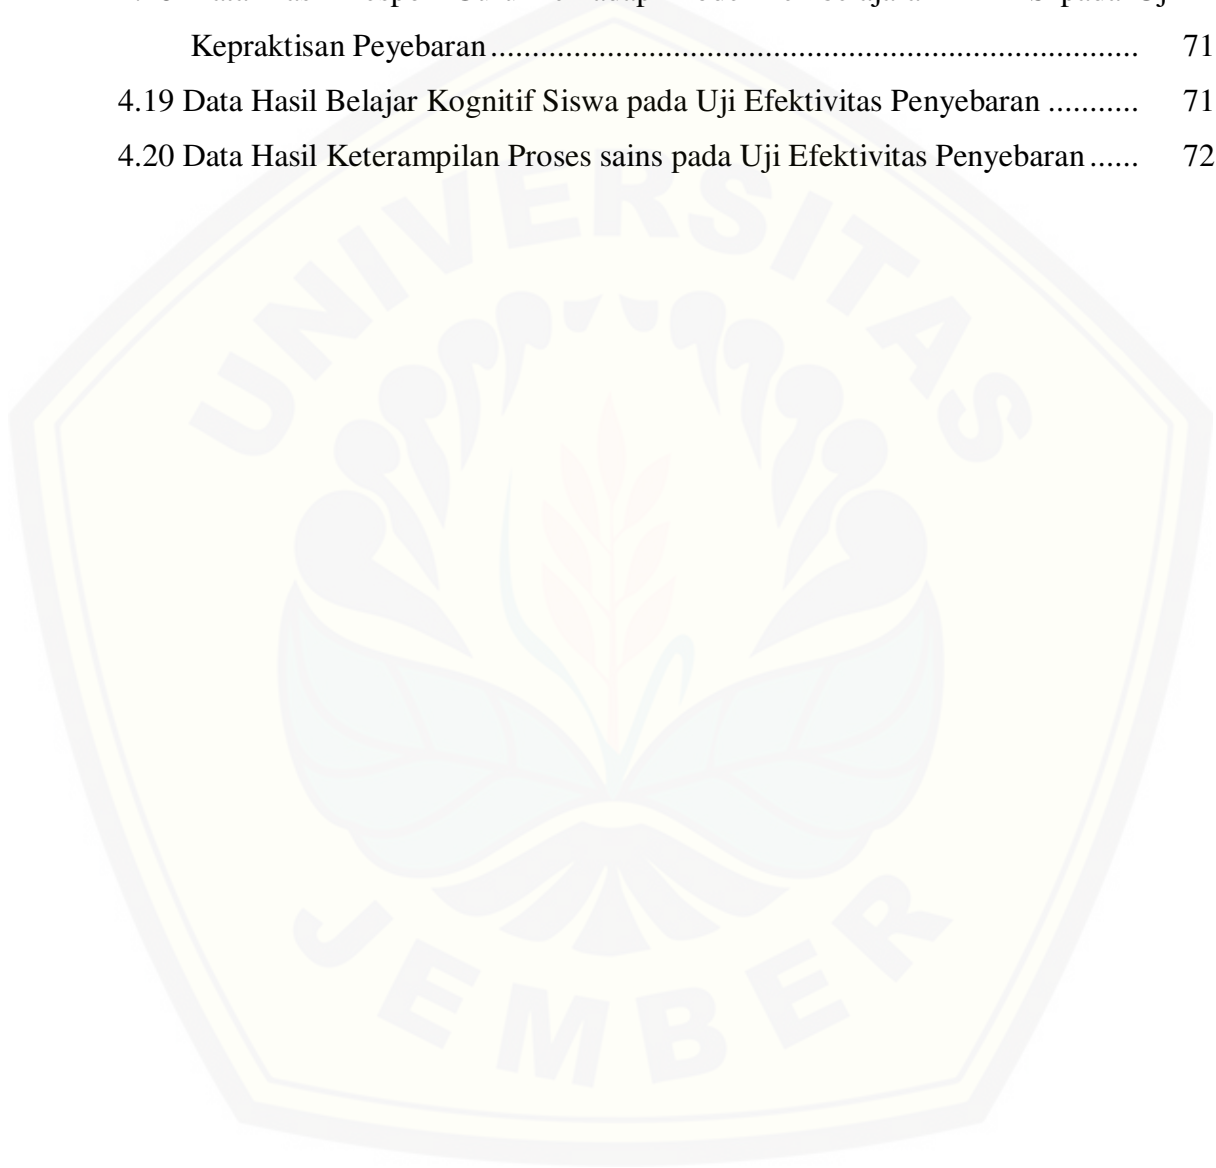 Kepraktisan Peyebaran................................................................................. 71
4.19 Data Hasil Belajar Kognitif Siswa pada Uji Efektivitas Penyebaran ........... 71
4.20 Data Hasil Keterampilan Proses sains pada Uji Efektivitas Penyebaran...... 72
UNIVERSITAS
JEMBER